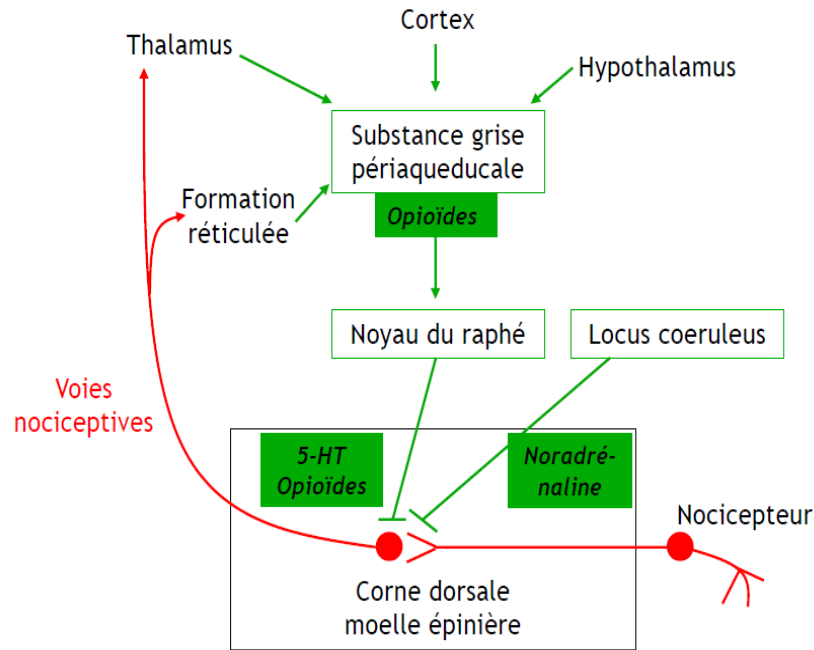 Cortex
Thalamus
Hypothalamus
Substance grise
périaqueducale
Opioïdes
Formation
réticulée
Noyau du raphé
Locus coeruleus
Voies
nociceptives
5-HT
Opioïdes
Noradré-
naline
Nocicepteur
Corne dorsale
moelle épinière